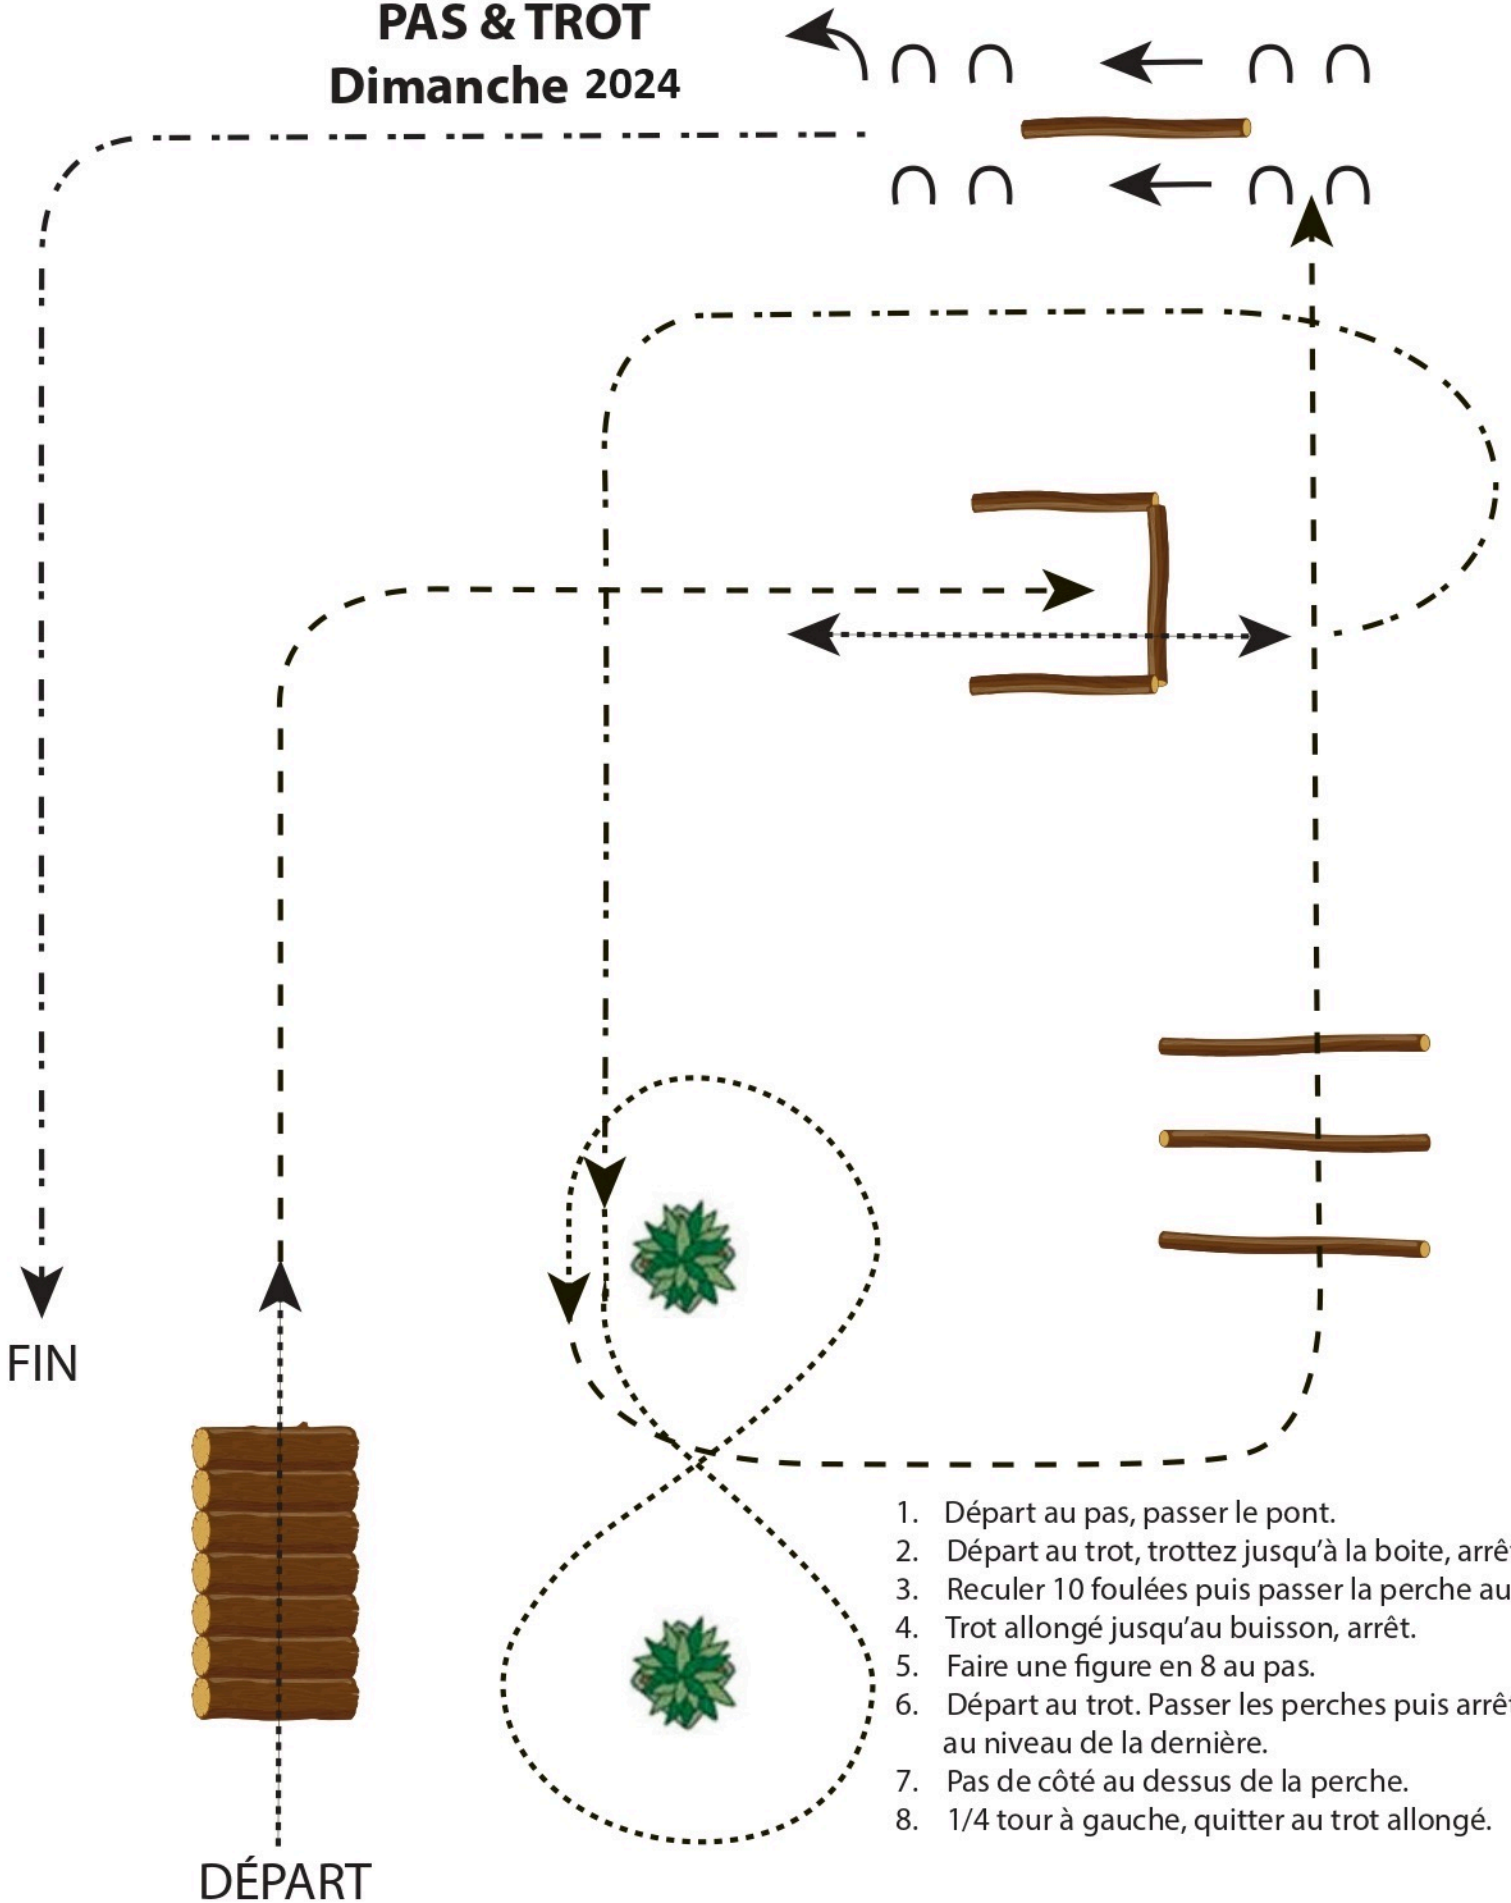 PAS & TROT
Dimanche 2024
FIN
1. Départ au pas, passer le pont.
2. Départ au trot, trottez jusqu’à la boite,
3. Reculer 10 foulées puis passer la perche au
4. Trot allongé jusqu’au buisson, arrêt.
5. Faire une figure en 8 au pas.
6. Départ au trot. Passer les perches puis
au niveau de la dernière.
7. Pas de côté au dessus de la perche.
8. 1/4 tour à gauche, quitter au trot allongé.
DÉPART